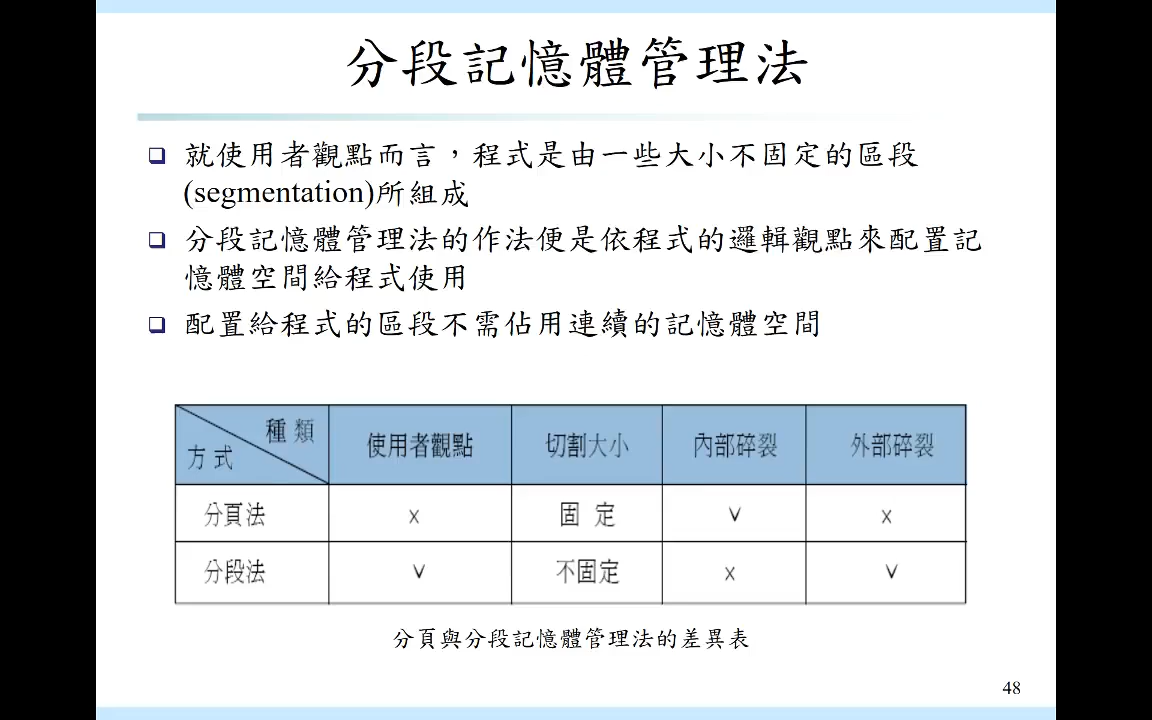 分段記憶體管理法
就使用者觀點而言，程式是由一些大小不固定的區段
(segmentation)所組成
分段記憶體管理法的作法便是依程式的邏輯觀點來配置記
憶體空間給程式使用
配置給程式的區段不需佔用連續的記憶體空間
種類
方式
使用者觀點 切割大小 內部碎裂 外部碎裂
分頁法 x 固定 v x
分段法 v 不固定 x v
分頁與分段記憶體管理法的差異表
48